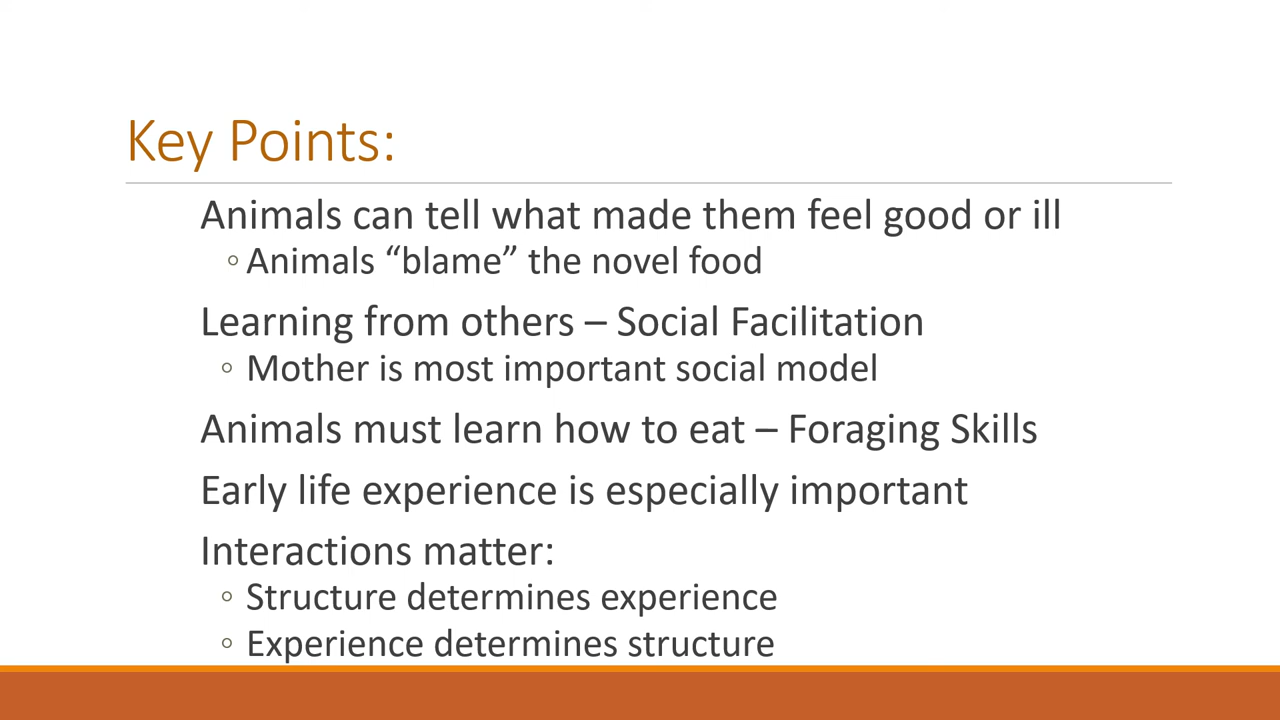 Key Points:
Animals can tell what made them feel good or ill
◦ Animals “blame” the novel food
Learning from others – Social Facilitation
◦ Mother is most important social model
Animals must learn how to eat – Foraging Skills
Early life experience is especially important
Interactions matter:
◦ Structure determines experience
◦ Experience determines structure